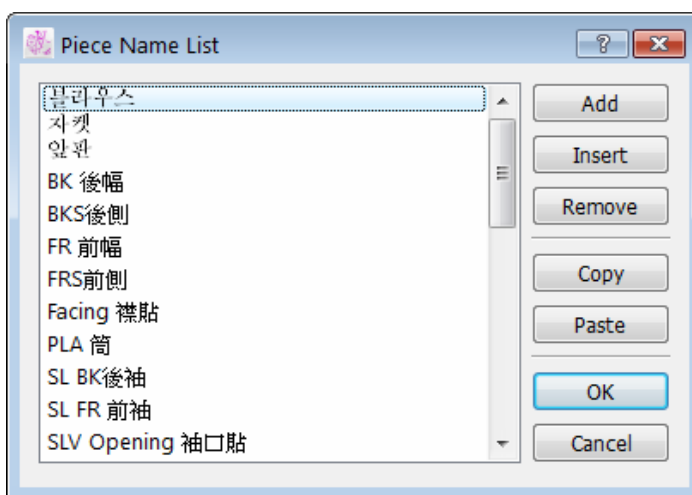 Piece Name List
블라우스
자켓
앞판
BK 後幅
BKS後側
FR 前幅
FRS前側
Facing 襟貼
PLA 筒
SL BK後袖
SL FR 前袖
SLV Opening 袖口貼
Add
Insert
Remove
Copy
Paste
OK
Cancel